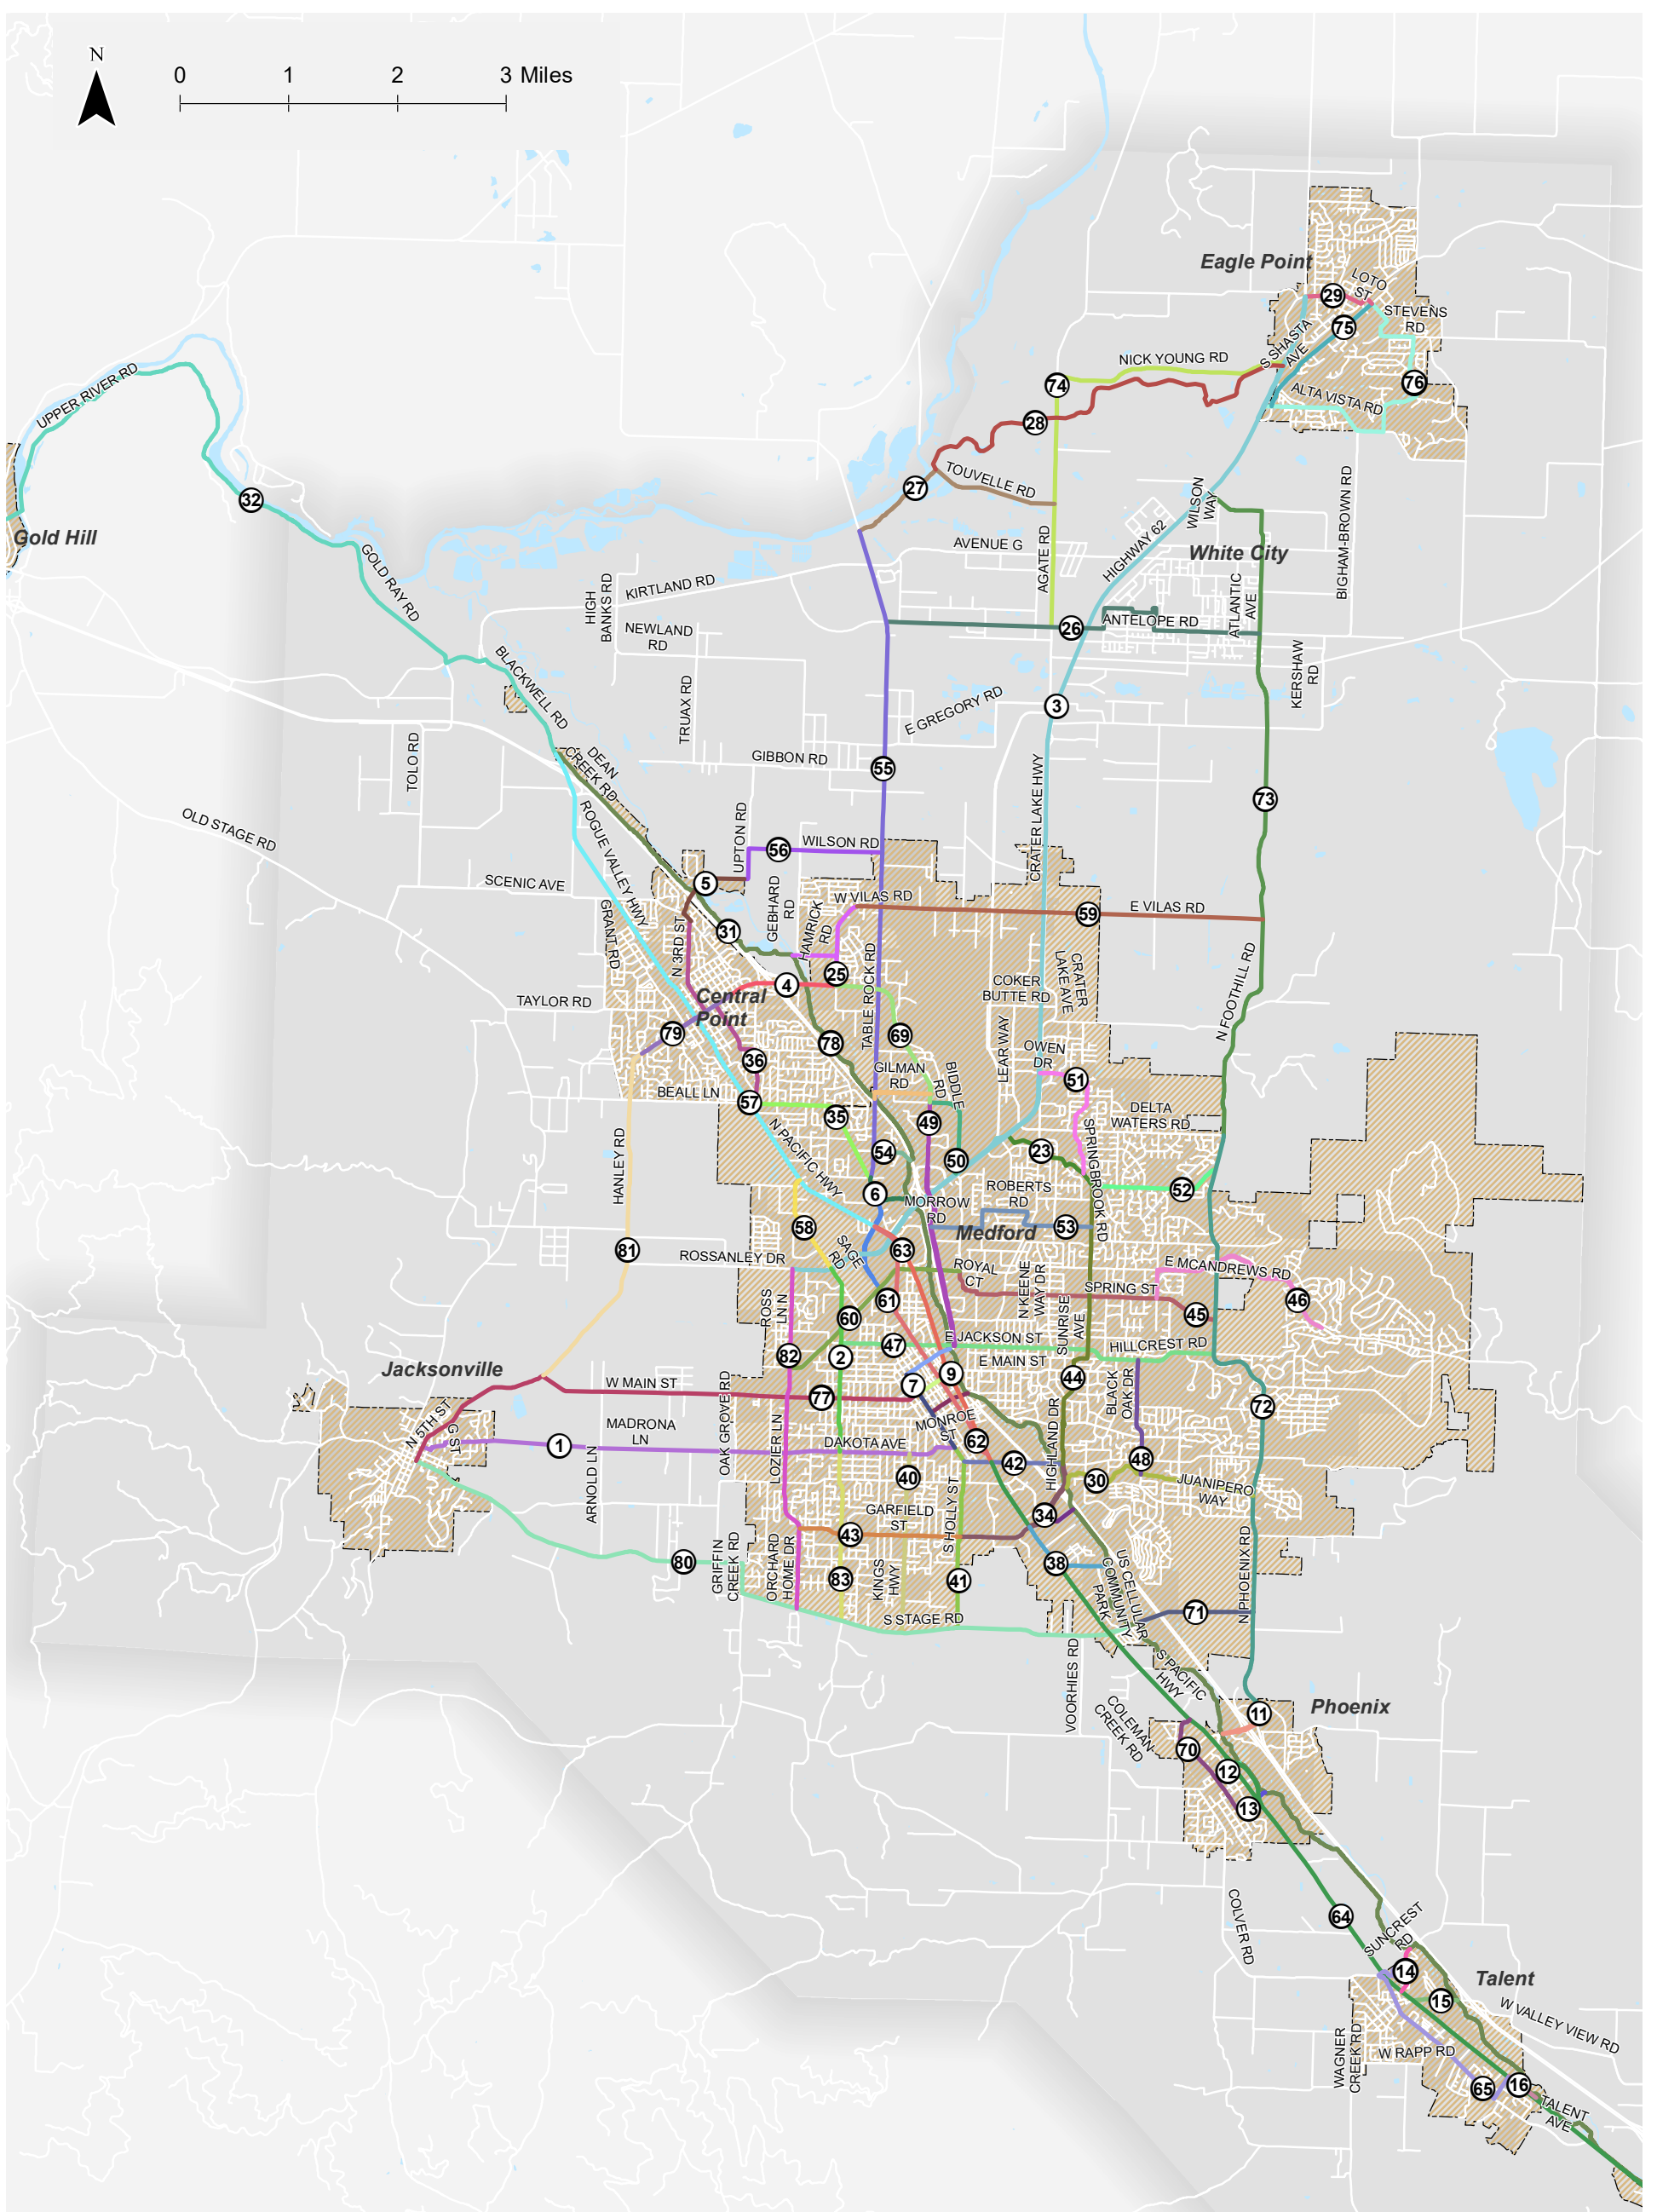 N
0 1 2 3 Miles
Eagle Point
LOTO
ST
29
STEVENS
RD
75
S SHASTA
AVE
NICK YOUNG RD
UPPER RIVER RD
74
76
ALTA VISTA RD
28
TOUVELLE RD
27
32
WILSON
WAY
BIGHAM-BROWN RD
Gold Hill
AVENUE G
HIGHWAY 62
White City
GOLD RAY RD
AGATE RD
ATLANTIC
AVE
HIGH
BANKS RD
KIRTLAND RD
NEWLAND
RD
26
ANTELOPE RD
BLACKWELL RD
KERSHAW
RD
TRUAX RD
E GREGORY RD
3
TOLO RD
DEAN
CREEK RD
GIBBON RD
55
CRATER LAKE HWY
73
OLD STAGE RD
ROGUE VALLEY HWY
UPTON RD
56
WILSON RD
SCENIC AVE
5
GEBHARD
RD
W VILAS RD
59
E VILAS RD
GRANT RD
N 3RD ST
31
HAMRICK
RD
TABLE ROCK RD
N FOOTHILL RD
25
4
Central
Point
COKER
BUTTE RD
CRATER
LAKE AVE
TAYLOR RD
79
78
69
LEAR WAY
OWEN
DR
36
GILMAN
RD
BIDDLE
RD
51
BEALL LN
57
35
49
DELTA
WATERS RD
HANLEY RD
N PACIFIC HWY
54
50
23
SPRINGBROOK RD
52
6
MORROW
RD
ROBERTS
RD
58
Medford
53
81
ROSSANLEY DR
SAGE
RD
63
ROYAL
CT
E MCANDREWS RD
ROSS
LN N
61
N KEENE
WAY DR
SUNRISE
AVE
SPRING ST
46
60
45
47
E JACKSON ST
HILLCREST RD
82
2
E MAIN ST
Jacksonville
9
44
BLACK
OAK DR
W MAIN ST
77
7
72
N 5TH ST
G ST
OAK GROVE RD
MADRONA
LN
1
LOZIER LN
DAKOTA AVE
MONROE
ST
62
HIGHLAND DR
48
ARNOLD LN
42
30
JUANIPERO
WAY
40
GARFIELD
ST
S HOLLY ST
34
43
80
GRIFFIN
CREEK RD
ORCHARD
HOME DR
38
83
KINGS
HWY
41
US CELLULAR
COMMUNITY
PARK
N PHOENIX RD
71
S STAGE RD
VOORHIES RD
S PACIFIC
HWY
Phoenix
11
COLEMAN
CREEK RD
70
12
13
COLVER RD
64
SUNCREST
RD
14
Talent
15
W VALLEY VIEW RD
WAGNER
CREEK RD
W RAPP RD
65
16
TALENT
AVE